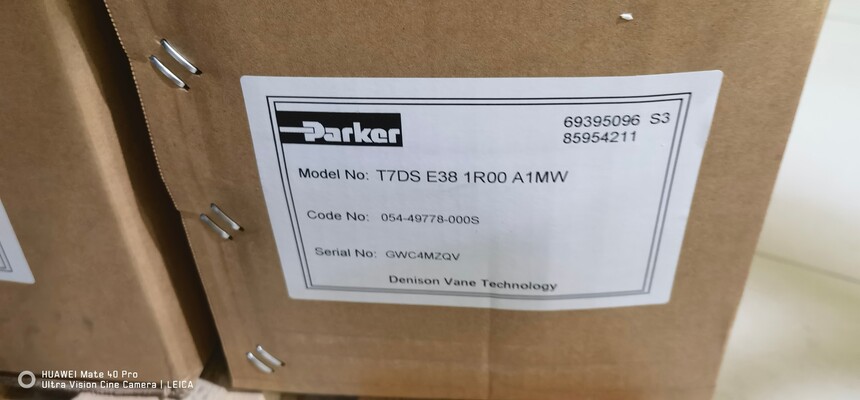 Parker
69395096 S3
85954211
Model No: T7DS E38 1R00 A1MW
Code No: 054-49778-000S
Serial No: GWC4MZQV
Denison Vane Technology
HUAWEI Mate 40 Pro
Ultra Vision Cine Camera | LEICA